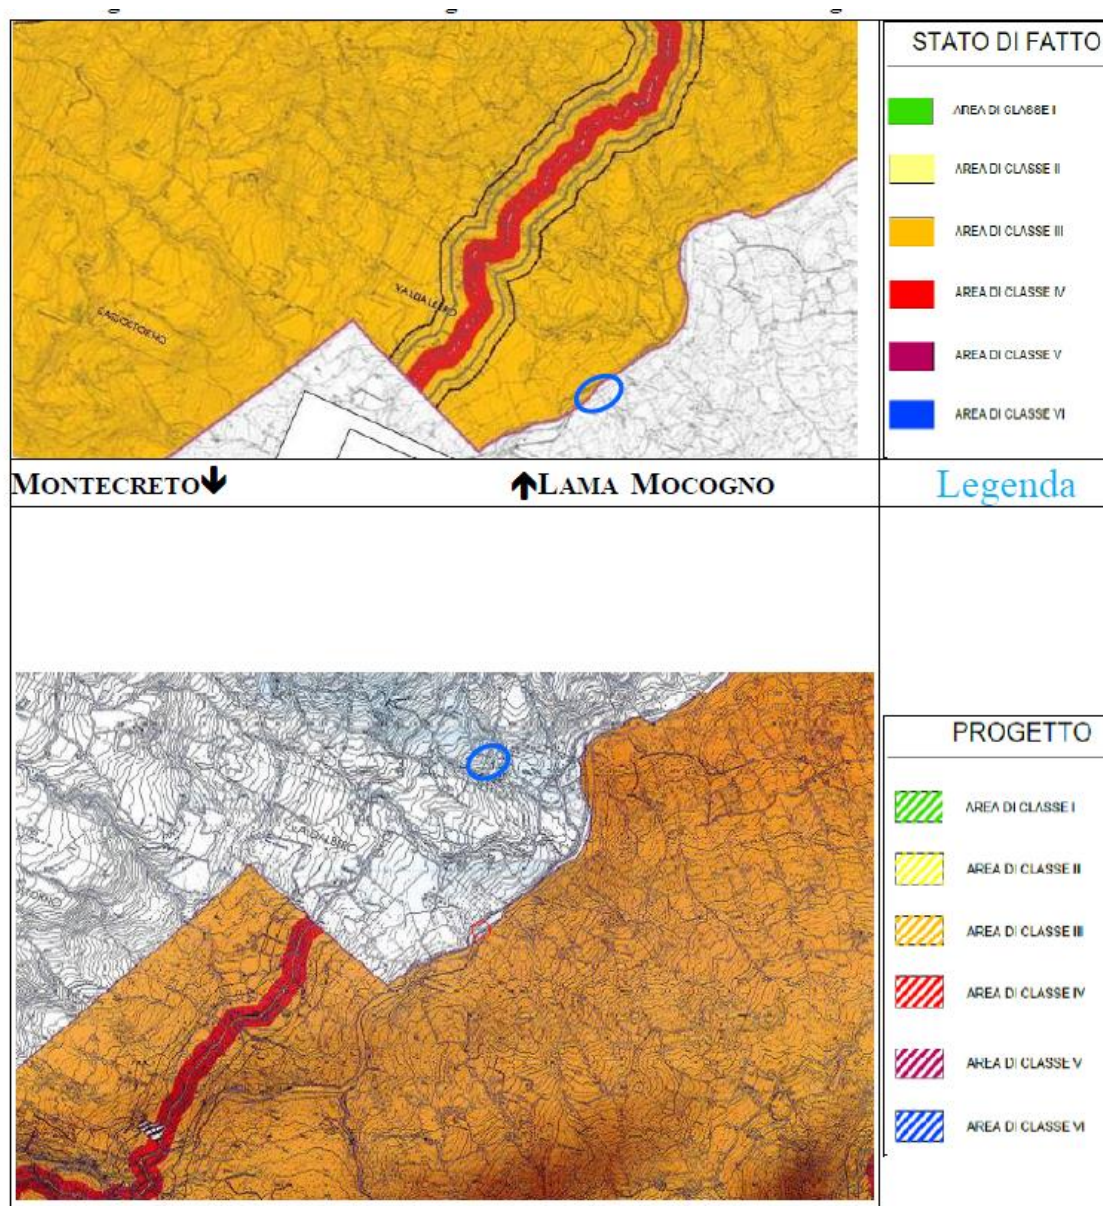 STATO DI FATTO
AREA DI CLASSE I
AREA DI CLASSE II
AREA DI CLASSE III
AREA DI CLASSE IV
AREA DI CLASSE V
AREA DI CLASSE VI
VALDALBERO
MONTECRETO↓ ↑LAMA MOCOGNO
Legenda
VALDALBERO
PROGETTO
AREA DI CLASSE I
AREA DI CLASSE II
AREA DI CLASSE III
AREA DI CLASSE IV
AREA DI CLASSE V
AREA DI CLASSE VI